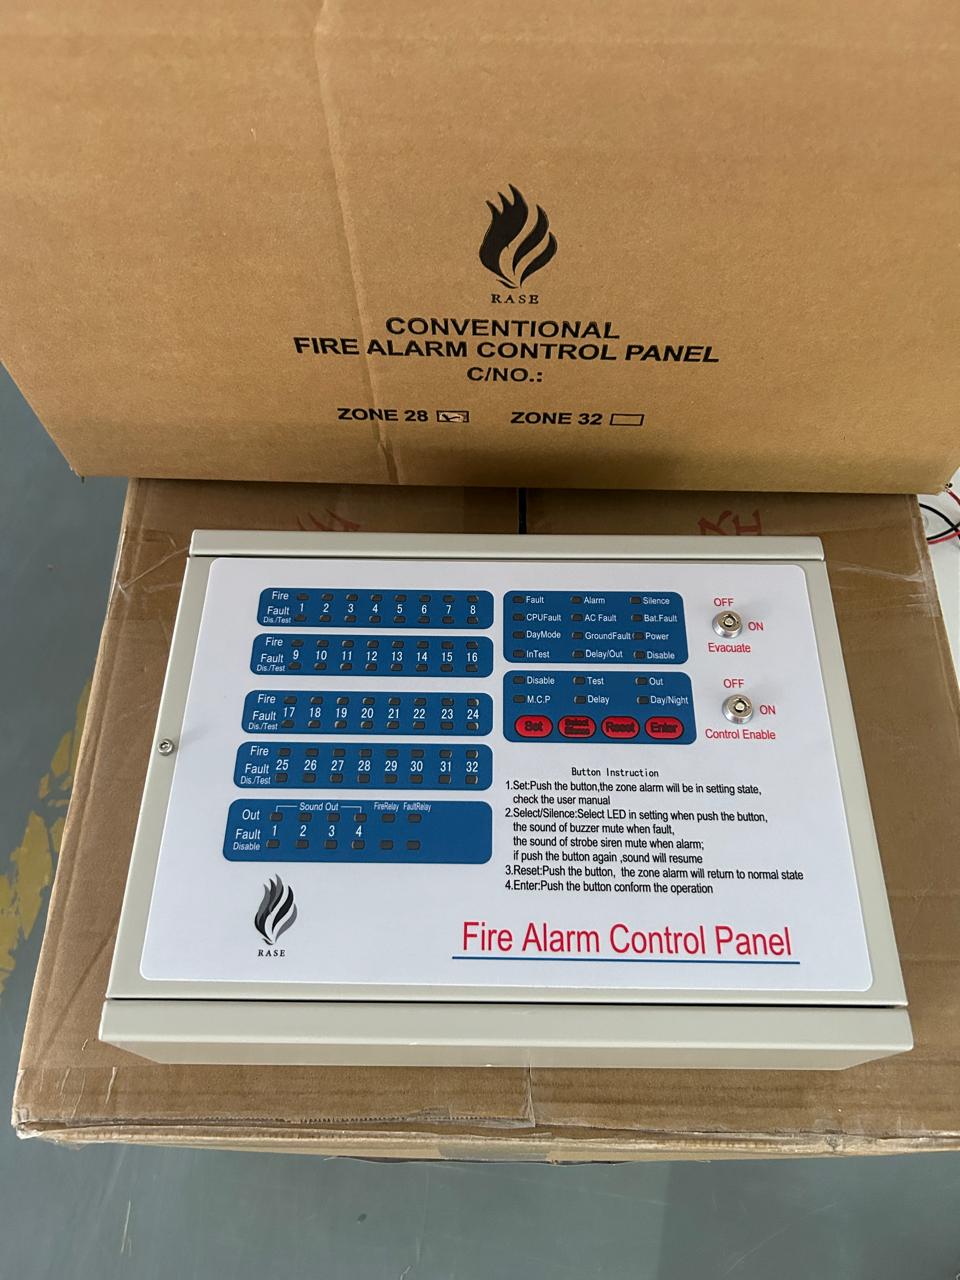 RASE
CONVENTIONAL
FIRE ALARM CONTROL PANEL
C/NO.:
ZONE 28 ZONE 32
Fire
Fault 1 2 3 4 5 6 7 8
Dis./Test
Fire
Fault 9 10 11 12 13 14 15 16
Dis./Test
Fire
Fault 17 18 19 20 21 22 23 24
Dis./Test
Fire
Fault 25 26 27 28 29 30 31 32
Dis./Test
Out Sound Out FireRelay FaultRelay
Fault 1 2 3 4
Disable
RASE
Fault Alarm Silence
CPUFault AC Fault Bat.Fault
DayMode GroundFault Power
InTest Delay/Out Disable
Disable Test Out
M.C.P Delay Day/Night
Set Select Silence Reset Enter
OFF
ON
Evacuate
OFF
ON
Control Enable
Button Instruction
1.Set:Push the button,the zone alarm will be in setting state,
check the user manual
2.Select/Silence:Select LED in setting when push the button,
the sound of buzzer mute when fault,
the sound of strobe siren mute when alarm;
if push the button again ,sound will resume
3.Reset:Push the button, the zone alarm will return to normal state
4.Enter:Push the button conform the operation
Fire Alarm Control Panel